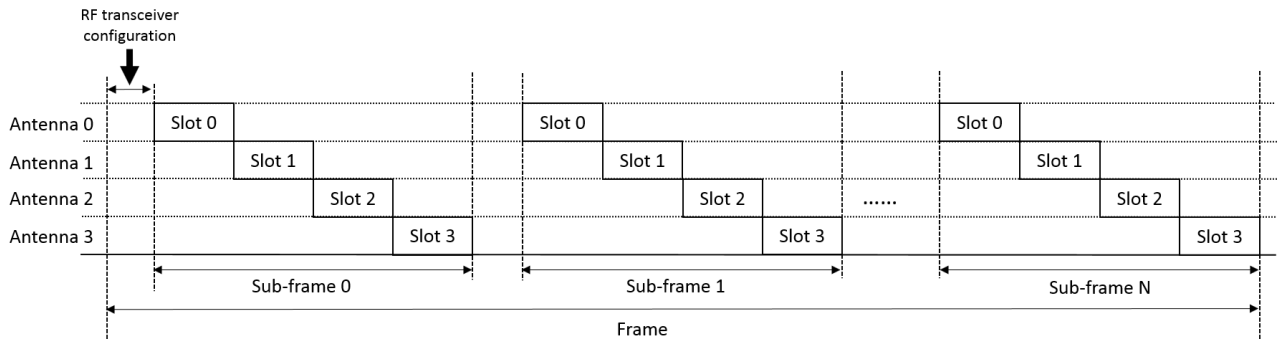 RF transceiver
configuration
Antenna 0
Slot 0
Slot 0
Slot 0
Antenna 1
Slot 1
Slot 1
Slot 1
Antenna 2
Slot 2
Slot 2
......
Slot 2
Antenna 3
Slot 3
Slot 3
Slot 3
Sub-frame 0
Sub-frame 1
Sub-frame N
Frame